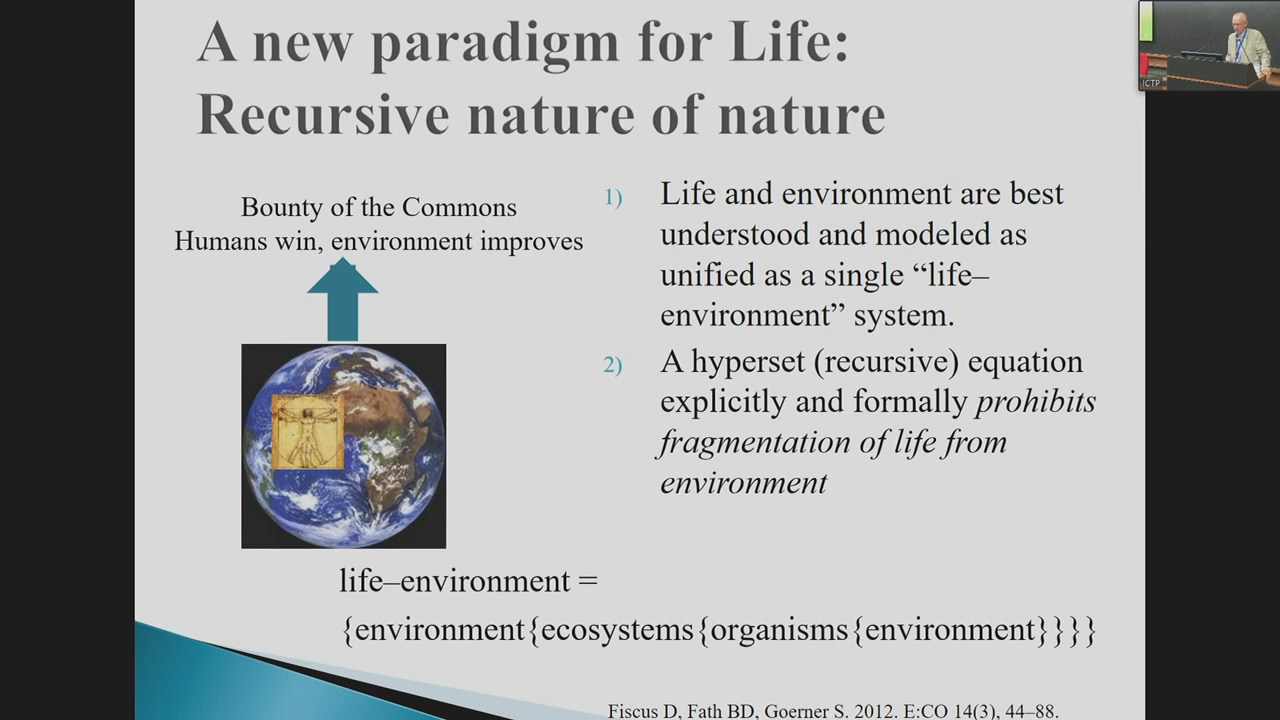 A new paradigm for Life:
Recursive nature of nature
Bounty of the Commons
Humans win, environment improves
1) Life and environment are best
understood and modeled as
unified as a single “life–
environment” system.
2) A hyperset (recursive) equation
explicitly and formally prohibits
fragmentation of life from
environment
life–environment =
{environment{ecosystems{organisms{environment}}}}
Fiscus D, Fath BD, Goerner S. 2012. E:CO 14(3), 44–88.
ICTP